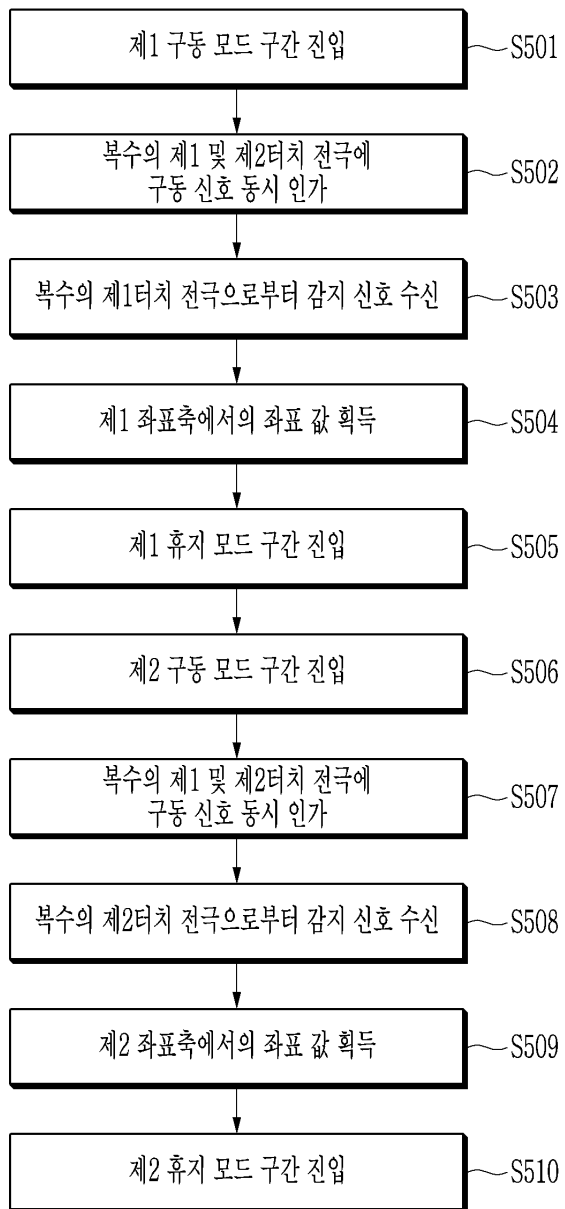 제1 구동 모드 구간 진입
S501
복수의 제1 및 제2터치 전극에
구동 신호 동시 인가
S502
복수의 제1터치 전극으로부터 감지 신호 수신
S503
제1 좌표축에서의 좌표 값 획득
S504
제1 휴지 모드 구간 진입
S505
제2 구동 모드 구간 진입
S506
복수의 제1 및 제2터치 전극에
구동 신호 동시 인가
S507
복수의 제2터치 전극으로부터 감지 신호 수신
S508
제2 좌표축에서의 좌표 값 획득
S509
제2 휴지 모드 구간 진입
S510